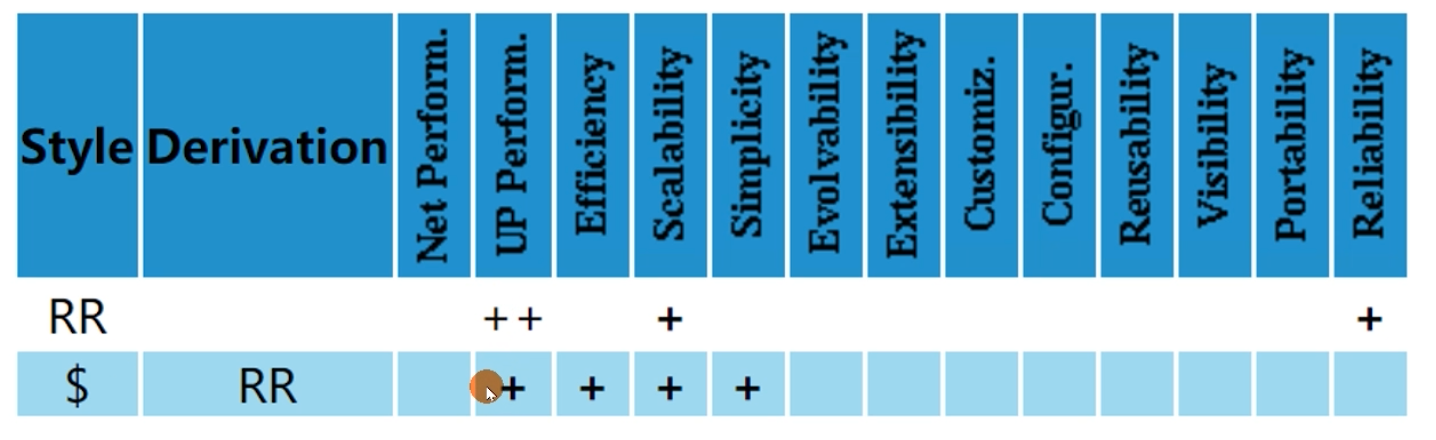 Style Derivation Net Perform. UP Perform. Efficiency Scalability Simplicity Evolvability Extensibility Customiz. Configur. Reusability Visibility Portability Reliability
RR ++ + +
$ RR + + + +